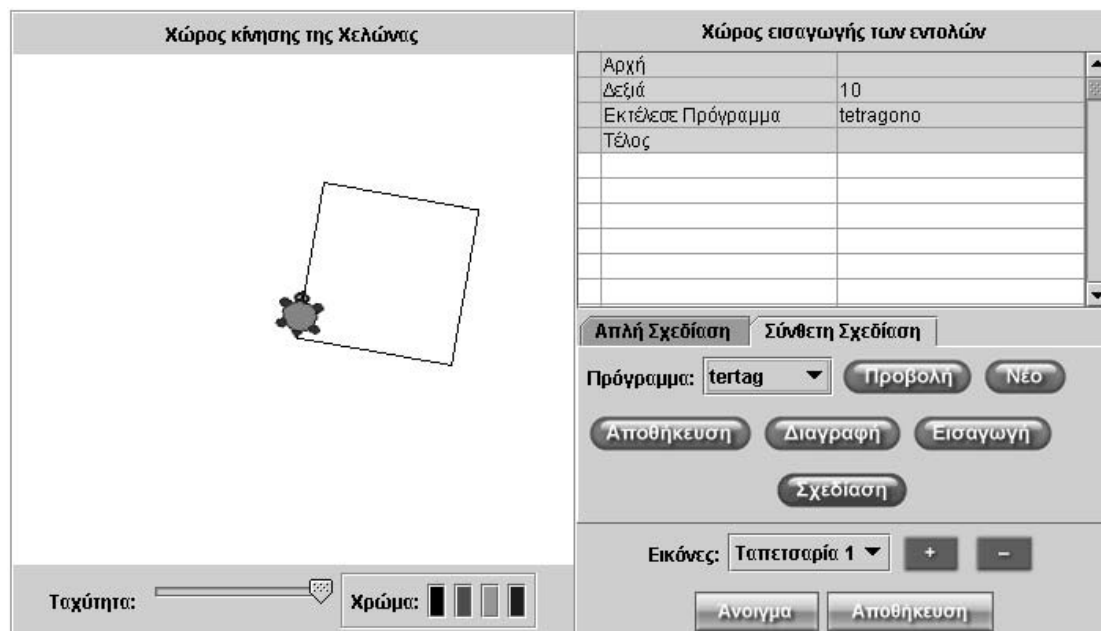 Χώρος κίνησης της Χελώνας
Χώρος εισαγωγής των εντολών
Αρχή
Δεξιά 10
Εκτέλεσε Πρόγραμμα tetragono
Τέλος
Απλή Σχεδίαση Σύνθετη Σχεδίαση
Πρόγραμμα: tertag Προβολή Νέο
Αποθήκευση Διαγραφή Εισαγωγή
Σχεδίαση
Εικόνες: Ταπετσαρία 1 + -
Ταχύτητα: Χρώμα:
Άνοιγμα Αποθήκευση